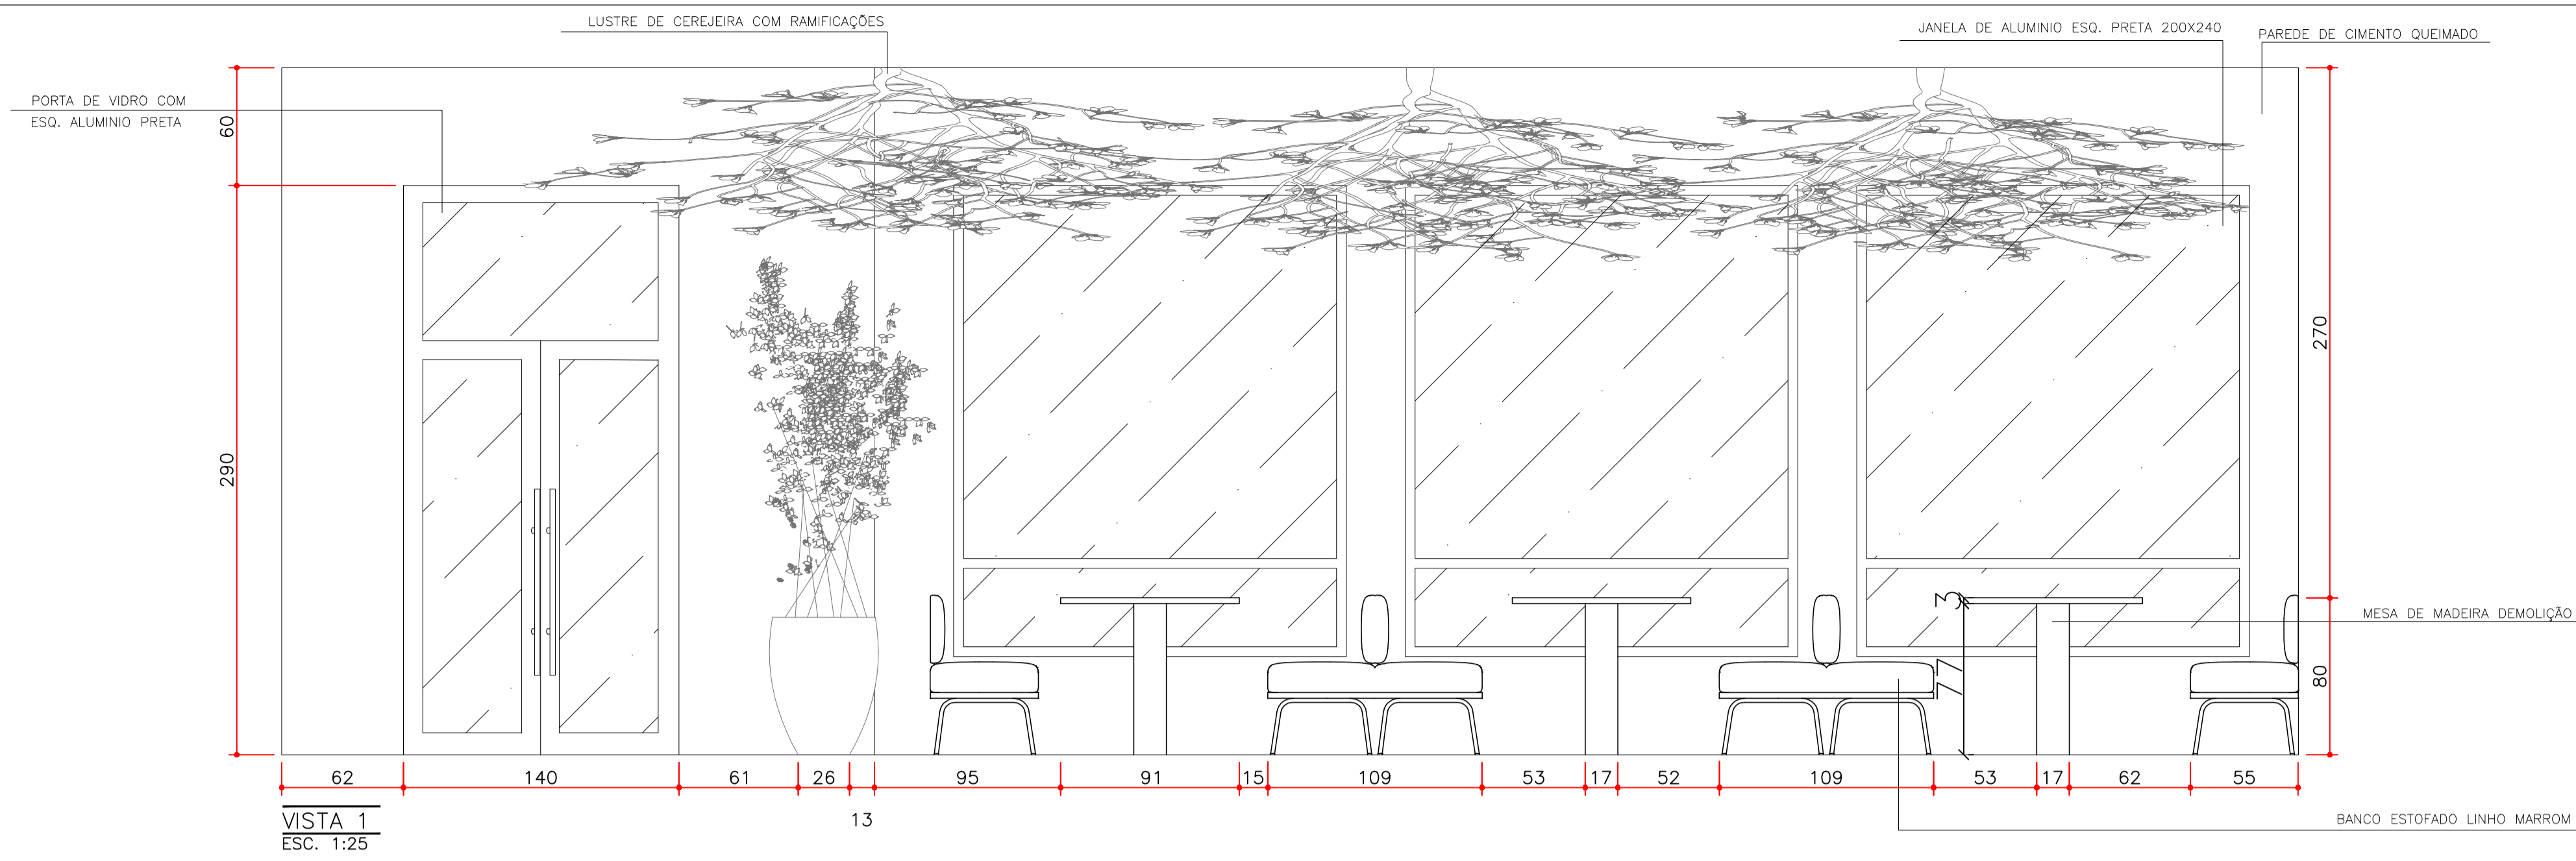 LUSTRE DE CEREJEIRA COM RAMIFICAÇÕES
JANELA DE ALUMINIO ESQ. PRETA 200X240
PAREDE DE CIMENTO QUEIMADO
PORTA DE VIDRO COM
ESQ. ALUMINIO PRETA
60
290
270
80
3
77
MESA DE MADEIRA DEMOLIÇÃO
62 140 61 26 95 91 15 109 53 17 52 109 53 17 62 55
13
VISTA 1
ESC. 1:25
BANCO ESTOFADO LINHO MARROM